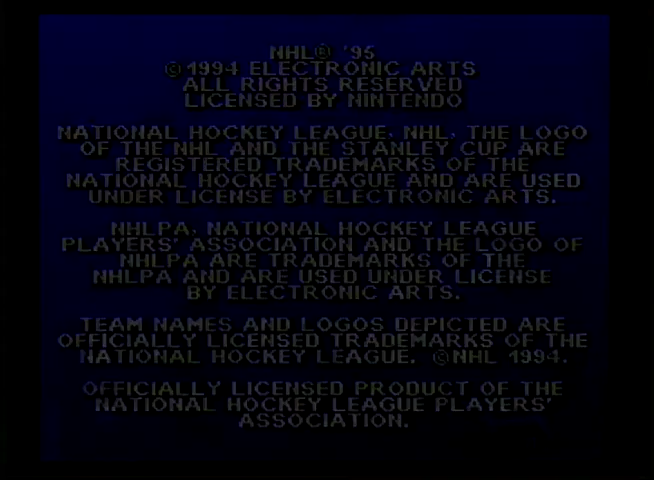 NHL® '95
©1994 ELECTRONIC ARTS
ALL RIGHTS RESERVED
LICENSED BY NINTENDO
NATIONAL HOCKEY LEAGUE, NHL, THE LOGO
OF THE NHL AND THE STANLEY CUP ARE
REGISTERED TRADEMARKS OF THE
NATIONAL HOCKEY LEAGUE AND ARE USED
UNDER LICENSE BY ELECTRONIC ARTS.
NHLPA, NATIONAL HOCKEY LEAGUE
PLAYERS' ASSOCIATION AND THE LOGO OF
NHLPA ARE TRADEMARKS OF THE
NHLPA AND ARE USED UNDER LICENSE
BY ELECTRONIC ARTS.
TEAM NAMES AND LOGOS DEPICTED ARE
OFFICIALLY LICENSED TRADEMARKS OF THE
NATIONAL HOCKEY LEAGUE. ©NHL 1994.
OFFICIALLY LICENSED PRODUCT OF THE
NATIONAL HOCKEY LEAGUE PLAYERS'
ASSOCIATION.